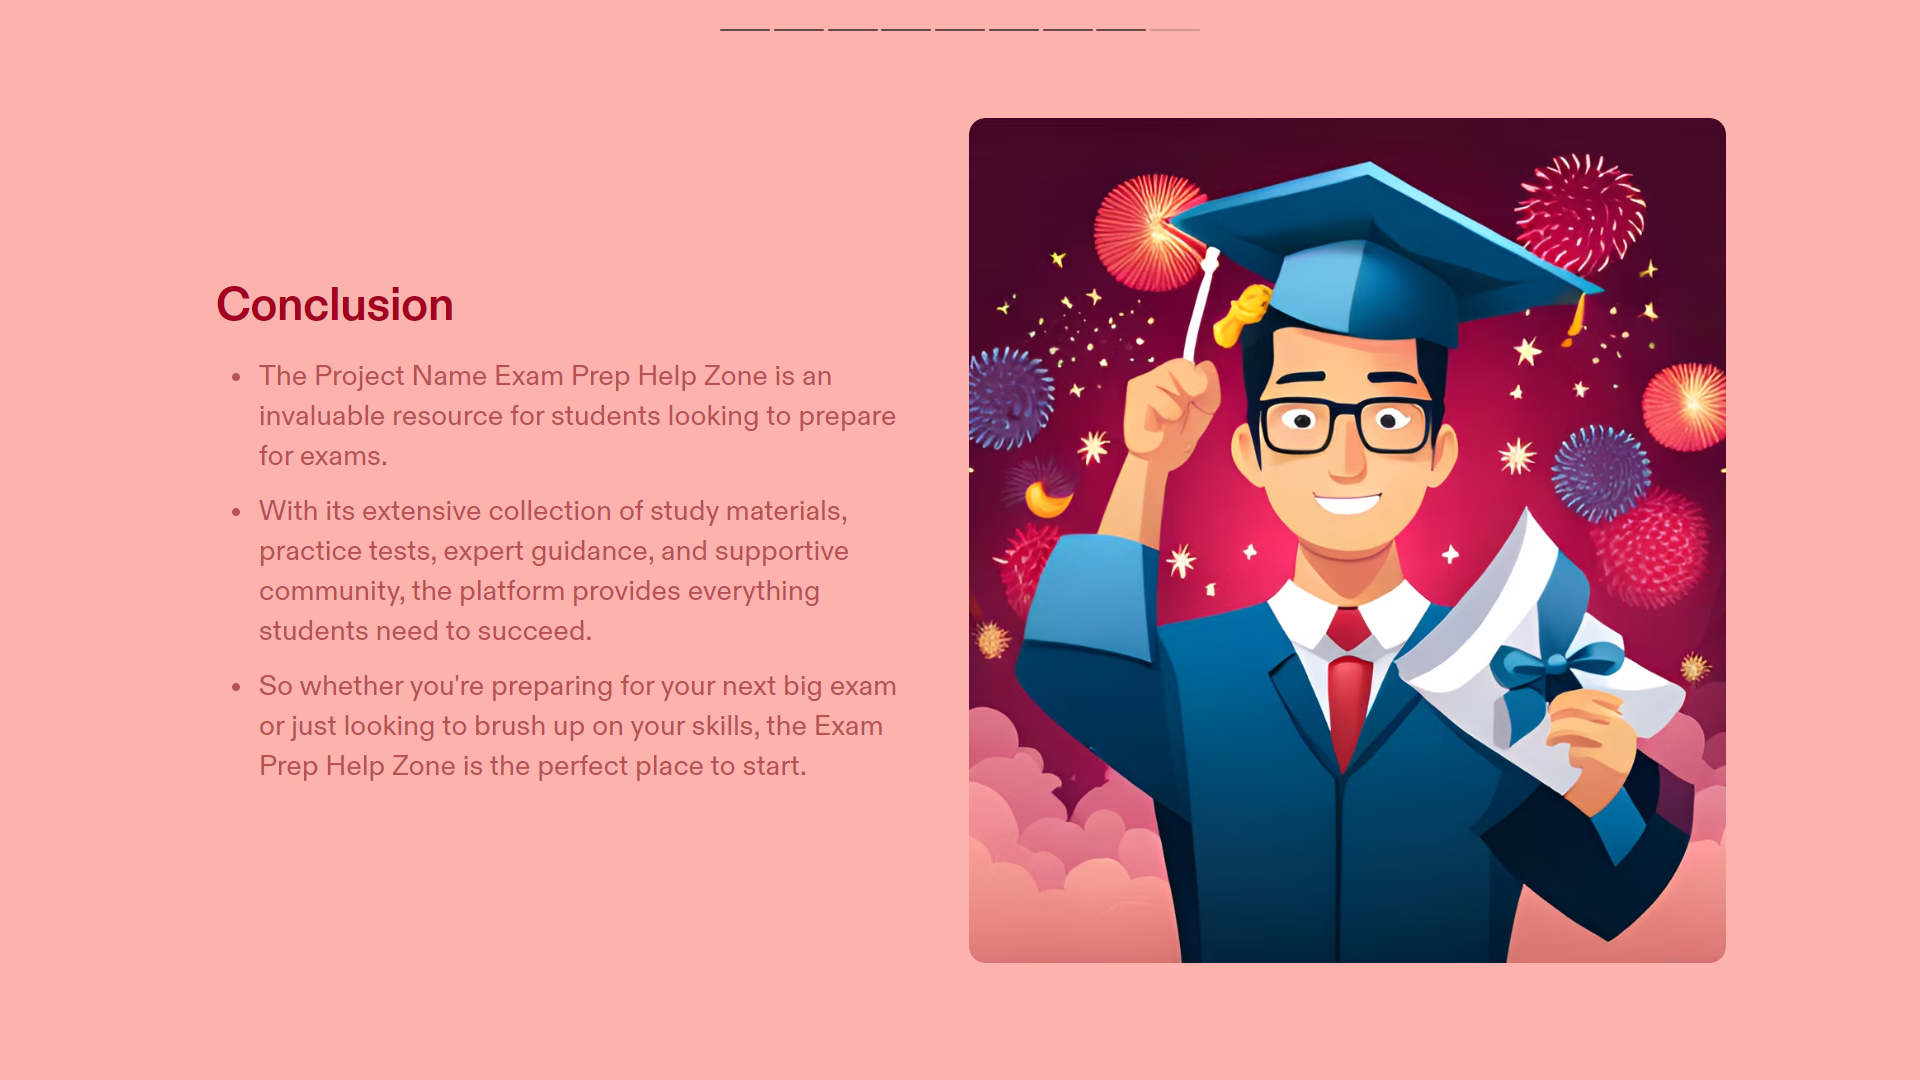 Conclusion
• The Project Name Exam Prep Help Zone is an
invaluable resource for students looking to prepare
for exams.
• With its extensive collection of study materials,
practice tests, expert guidance, and supportive
community, the platform provides everything
students need to succeed.
• So whether you're preparing for your next big exam
or just looking to brush up on your skills, the Exam
Prep Help Zone is the perfect place to start.